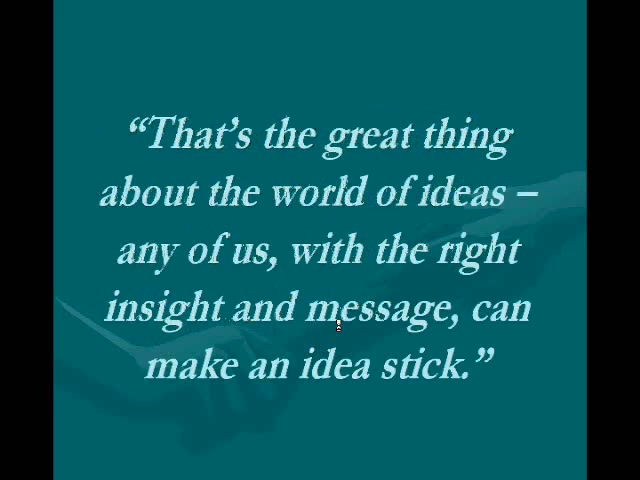 “That’s the great thing
about the world of ideas –
any of us, with the right
insight and message, can
make an idea stick.”